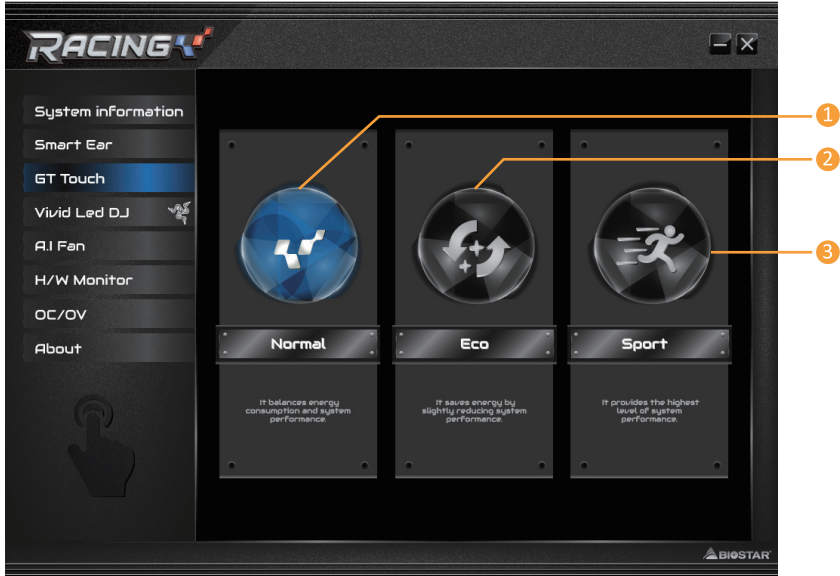 RACING
System information
Smart Ear
GT Touch
Vivid Led DJ
A.I Fan
H/W Monitor
OC/OV
About
1
2
3
Normal
It balances energy
consumption and system
performance.
Eco
It saves energy by
slightly reducing system
performance.
Sport
It provides the highest
level of system
performance.
BIOSTAR